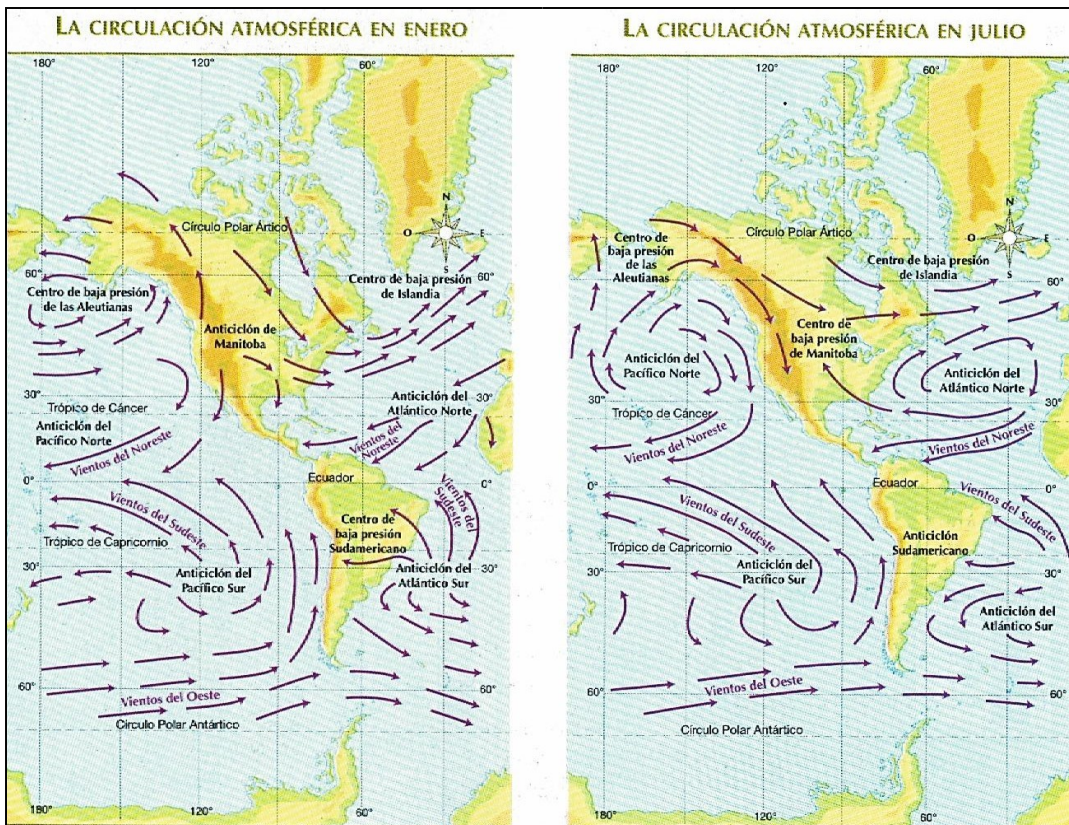 LA CIRCULACIÓN ATMOSFÉRICA EN ENERO
180°
120°
60°
Círculo Polar Ártico
N
O
E
S
60°
60°
Centro de baja presión
de las Aleutianas
Centro de baja presión
de Islandia
Anticiclón de
Manitoba
30°
30°
Trópico de Cáncer
Anticiclón del
Pacífico Norte
Anticiclón del
Atlántico Norte
Vientos del Noreste
Vientos del
Noreste
Ecuador
0°
0°
Vientos del Sudeste
Vientos del
Sudeste
Centro de
baja presión
Sudamericano
Trópico de Capricornio
30°
30°
Anticiclón del
Pacífico Sur
Anticiclón del
Atlántico Sur
60°
60°
Vientos del Oeste
Círculo Polar Antártico
180°
120°
60°
LA CIRCULACIÓN ATMOSFÉRICA EN JULIO
180°
120°
60°
Círculo Polar Ártico
N
O
E
S
Centro de
baja presión
de las
Aleutianas
Centro de baja presión
de Islandia
60°
60°
Centro de
baja presión
de Manitoba
Anticiclón del
Pacífico Norte
Anticiclón del
Atlántico Norte
30°
30°
Trópico de Cáncer
Vientos del Noreste
Vientos del Noreste
Ecuador
0°
0°
Vientos del Sudeste
Vientos del
Sudeste
Anticiclón
Sudamericano
Trópico de Capricornio
30°
30°
Anticiclón del
Pacífico Sur
Anticiclón del
Atlántico Sur
60°
60°
Vientos del Oeste
Círculo Polar Antártico
180°
120°
60°